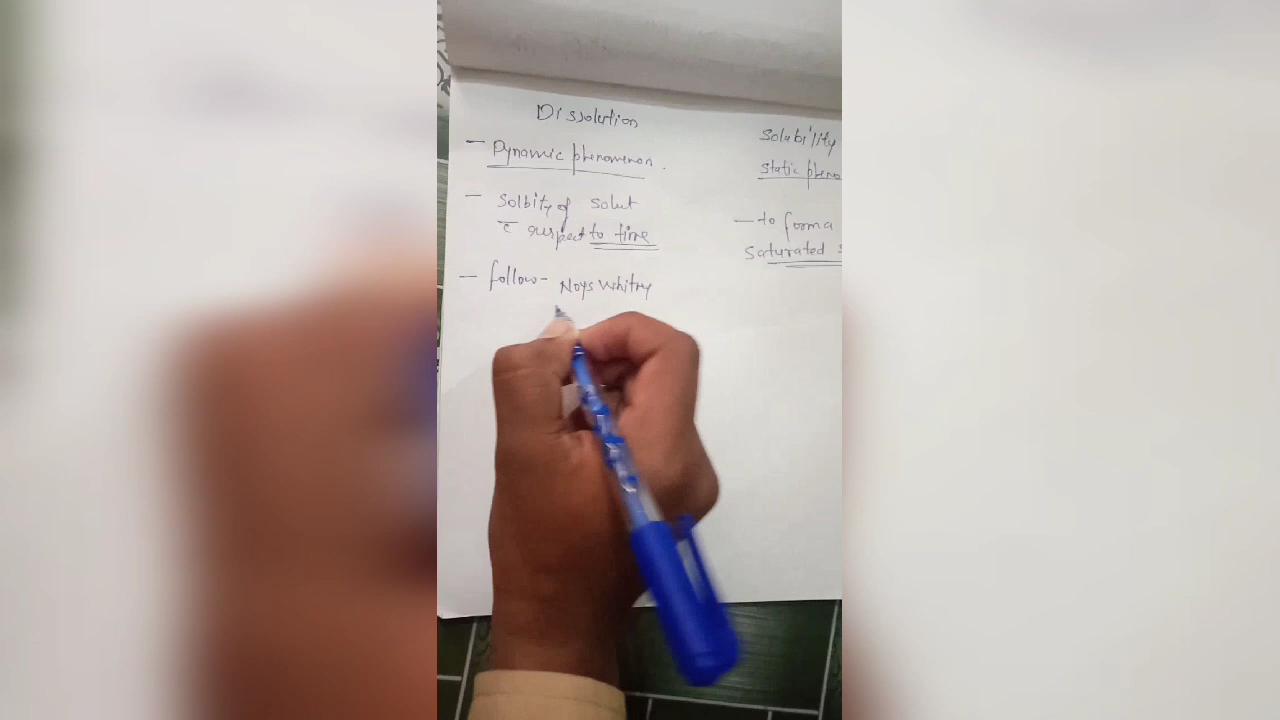 Dissolution
— Dynamic phenomenon.
— Solbity of solut
c̄ respect to time
— follow- Noys Whitny
Solubility
static pheno
— to form a
saturated s